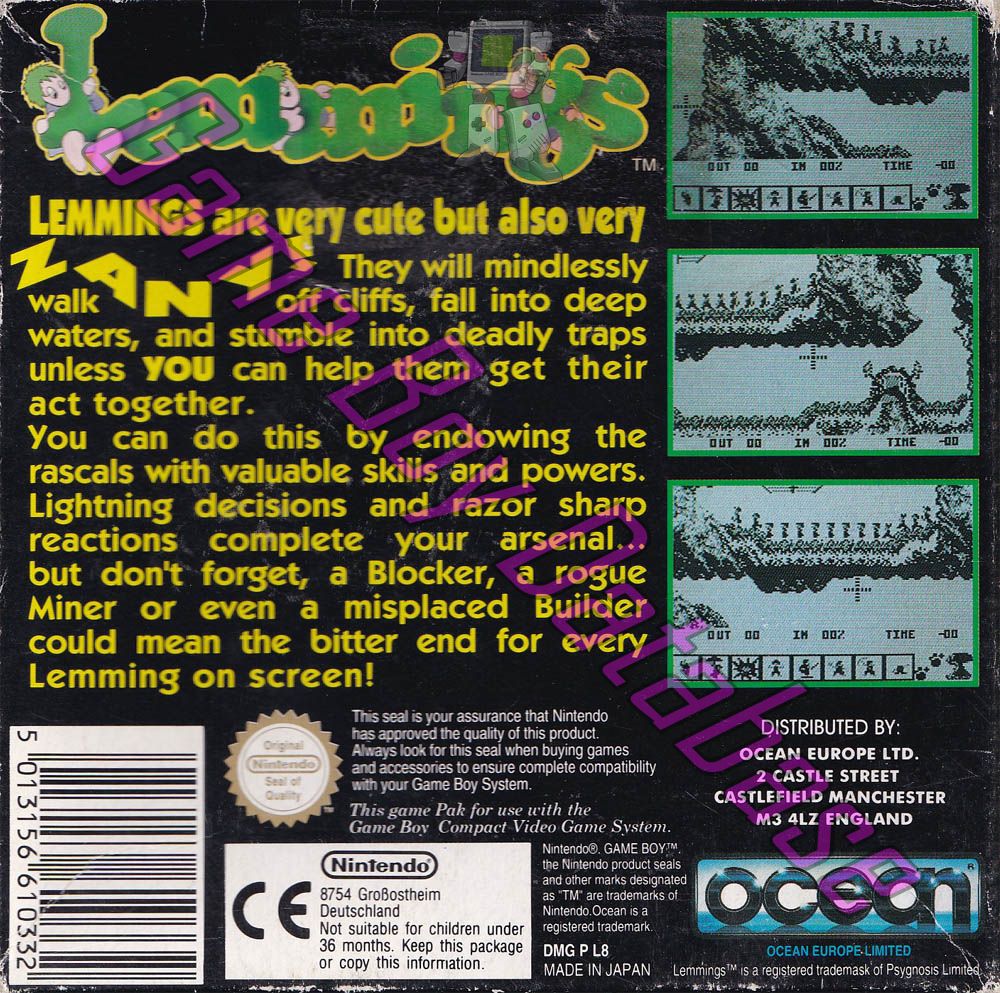 Lemmings
TM
LEMMINGS are very cute but also very
ZANY! They will mindlessly
walk off cliffs, fall into deep
waters, and stumble into deadly traps
unless YOU can help them get their
act together.
You can do this by endowing the
rascals with valuable skills and powers.
Lightning decisions and razor sharp
reactions complete your arsenal...
but don't forget, a Blocker, a rogue
Miner or even a misplaced Builder
could mean the bitter end for every
Lemming on screen!
OUT 00 IN 00% TIME -00
OUT 00 IN 00% TIME -00
OUT 00 IN 00% TIME -00
Game Boy Database
5 013156 610332
Original
Nintendo
Seal of
Quality
TM
This seal is your assurance that Nintendo
has approved the quality of this product.
Always look for this seal when buying games
and accessories to ensure complete compatibility
with your Game Boy System.
This game Pak for use with the
Game Boy Compact Video Game System.
CE
Nintendo®
8754 Großostheim
Deutschland
Not suitable for children under
36 months. Keep this package
or copy this information.
Nintendo®, GAME BOY™,
the Nintendo product seals
and other marks designated
as "TM" are trademarks of
Nintendo.Ocean is a
registered trademark.
DMG P L8
MADE IN JAPAN
DISTRIBUTED BY:
OCEAN EUROPE LTD.
2 CASTLE STREET
CASTLEFIELD MANCHESTER
M3 4LZ ENGLAND
ocean®
OCEAN EUROPE LIMITED
Lemmings™ is a registered trademask of Psygnosis Limited